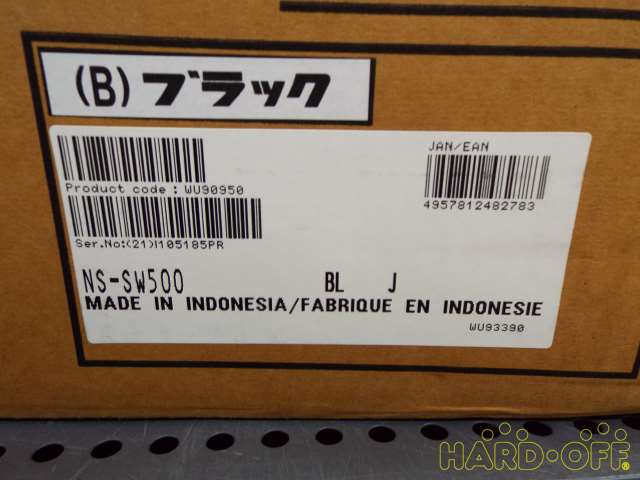 (B) ブラック
JAN/EAN
Product code : WU90950
4957812482783
Ser.No:(21)I105185PR
NS-SW500 BL J
MADE IN INDONESIA/FABRIQUE EN INDONESIE
WU93390
HARD-OFF